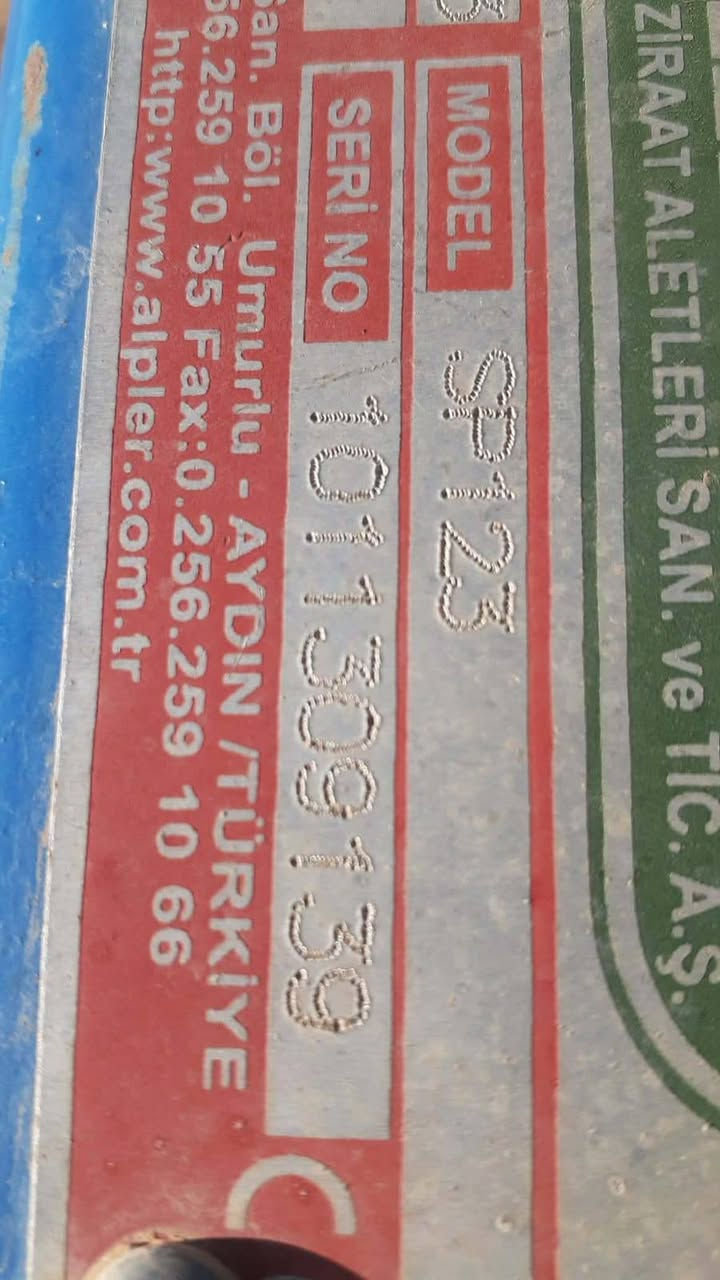 ZİRAAT ALETLERİ SAN. ve TİC. A.Ş.
MODEL SP123
SERİ NO 1011309139
San. Böl. Umurlu - AYDIN /TÜRKİYE
56.259 10 55 Fax:0.256.259 10 66
http:www.alpler.com.tr
C